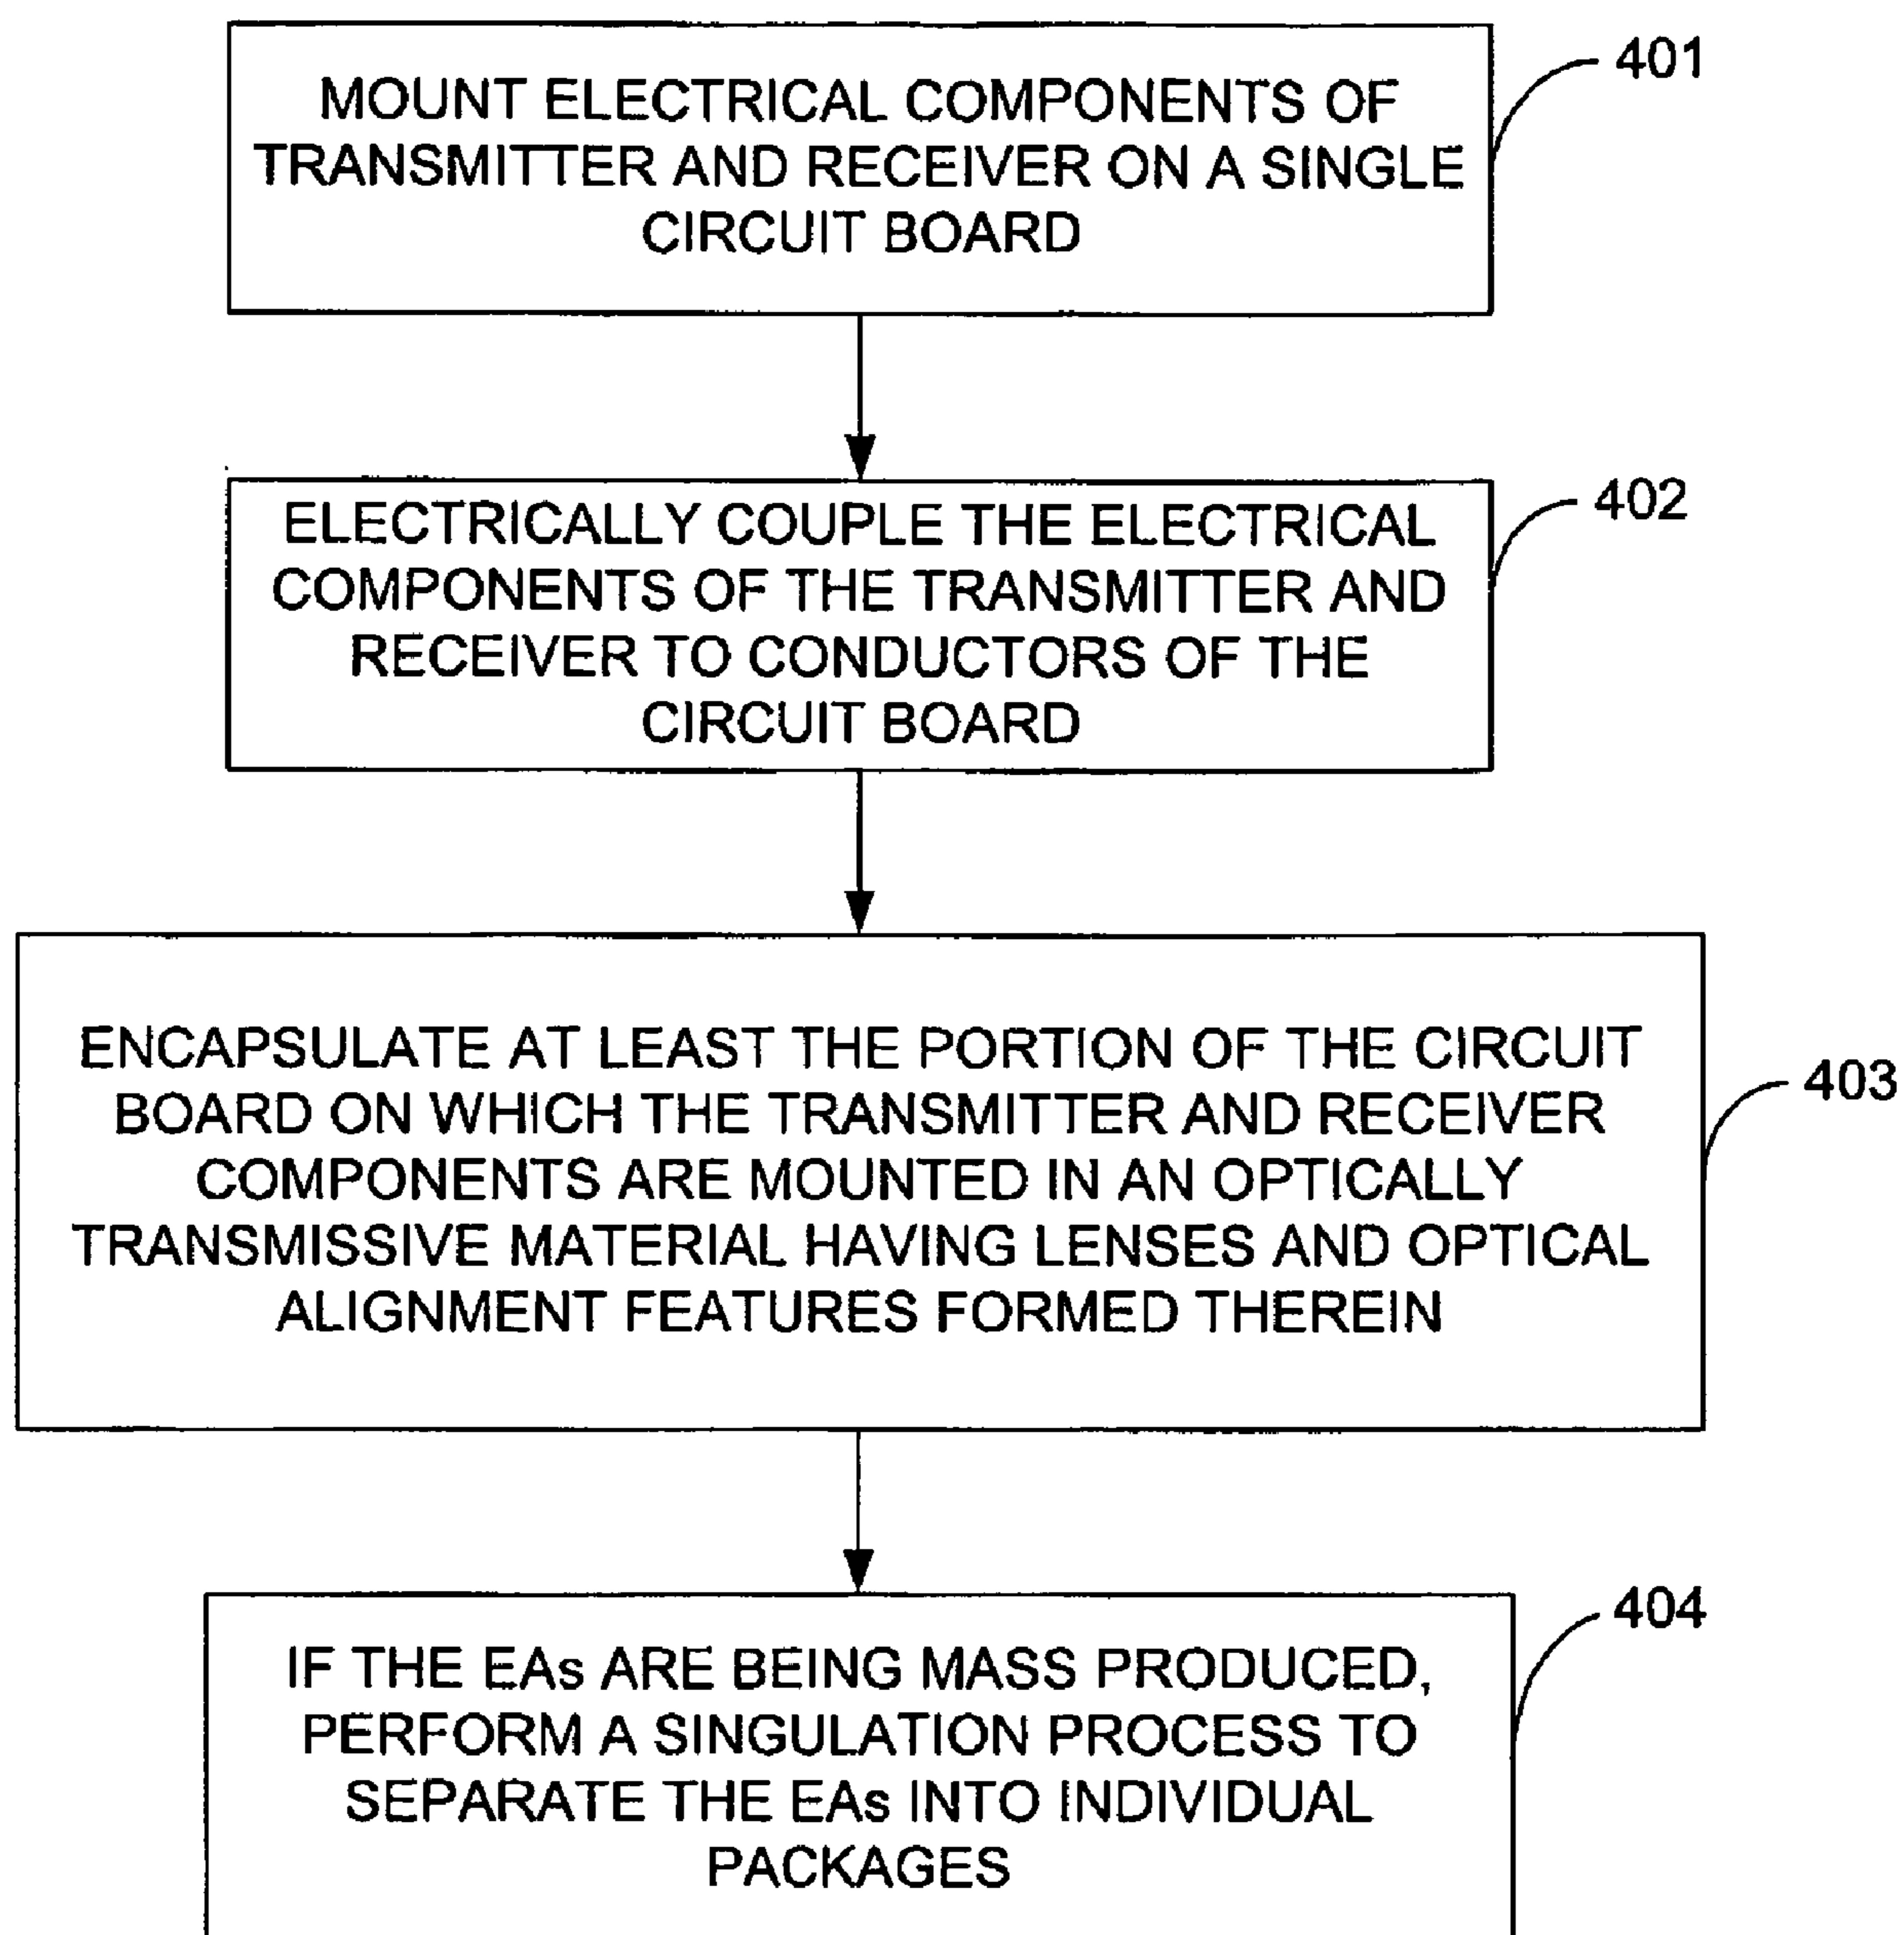 MOUNT ELECTRICAL COMPONENTS OF
TRANSMITTER AND RECEIVER ON A SINGLE
CIRCUIT BOARD
401
ELECTRICALLY COUPLE THE ELECTRICAL
COMPONENTS OF THE TRANSMITTER AND
RECEIVER TO CONDUCTORS OF THE
CIRCUIT BOARD
402
ENCAPSULATE AT LEAST THE PORTION OF THE CIRCUIT
BOARD ON WHICH THE TRANSMITTER AND RECEIVER
COMPONENTS ARE MOUNTED IN AN OPTICALLY
TRANSMISSIVE MATERIAL HAVING LENSES AND OPTICAL
ALIGNMENT FEATURES FORMED THEREIN
403
IF THE EAs ARE BEING MASS PRODUCED,
PERFORM A SINGULATION PROCESS TO
SEPARATE THE EAs INTO INDIVIDUAL
PACKAGES
404